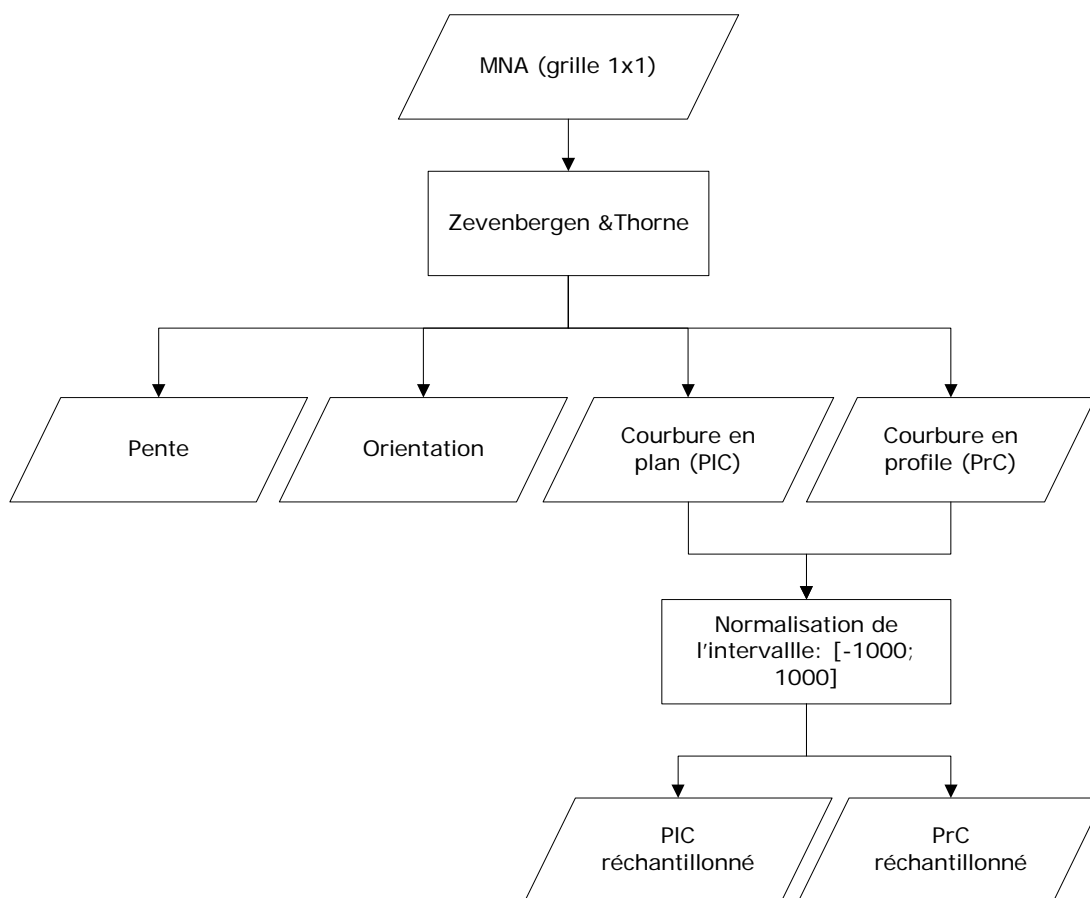 MNA (grille 1x1)
Zevenbergen &Thorne
Pente
Orientation
Courbure en
plan (PlC)
Courbure en
profile (PrC)
Normalisation de
l'intervallle: [-1000;
1000]
PlC
réchantillonné
PrC
réchantillonné